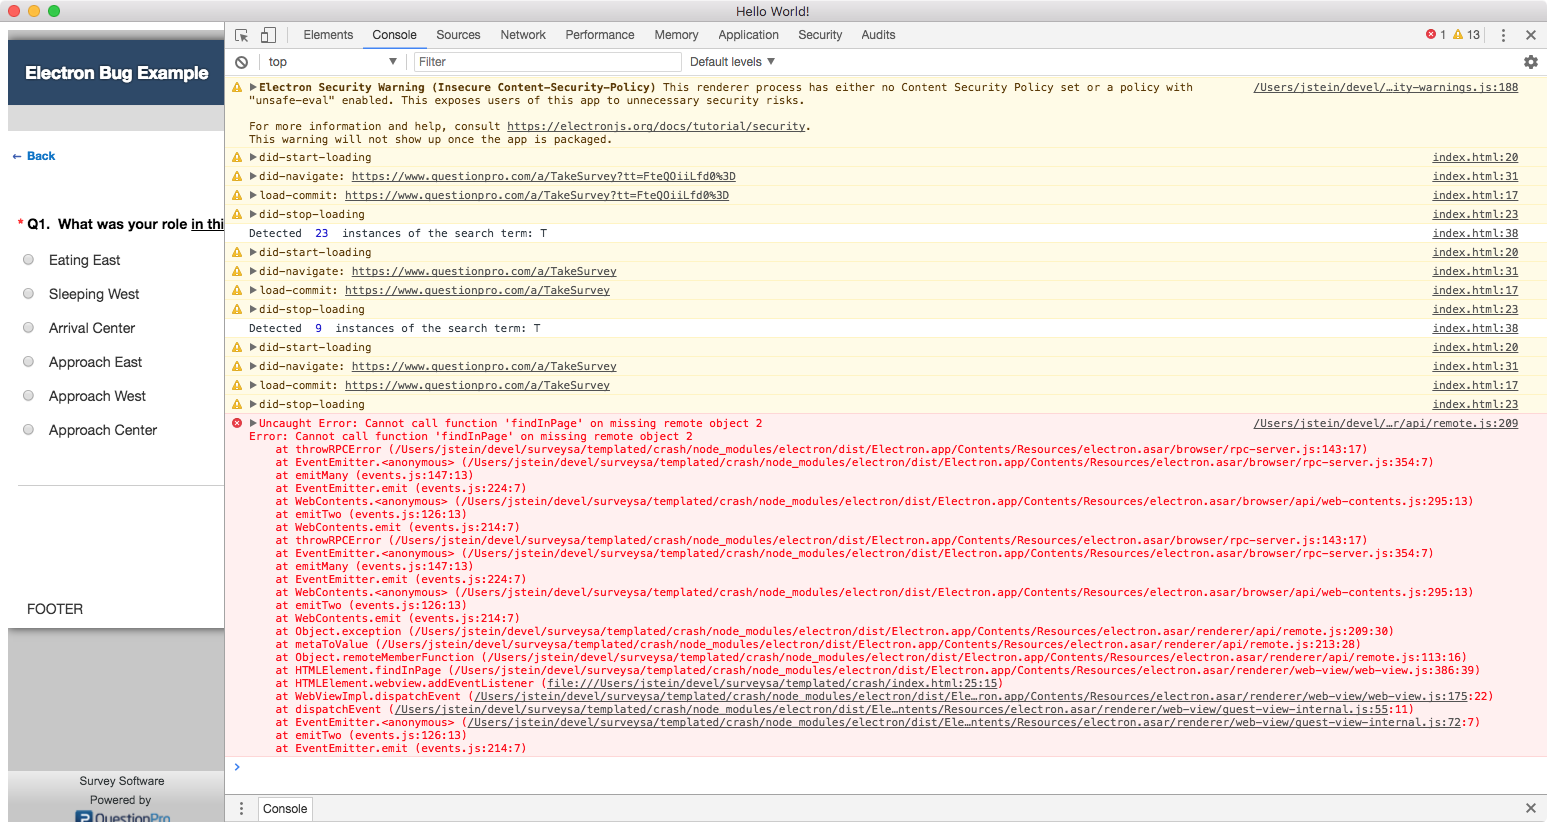 Hello World!
Electron Bug Example
← Back
* Q1. What was your role in thi
Eating East
Sleeping West
Arrival Center
Approach East
Approach West
Approach Center
FOOTER
Survey Software
Powered by
QuestionPro
Elements Console Sources Network Performance Memory Application Security Audits 1 13
top Filter Default levels
Electron Security Warning (Insecure Content-Security-Policy) This renderer process has either no Content Security Policy set or a policy with /Users/jstein/devel/…ity-warnings.js:188
"unsafe-eval" enabled. This exposes users of this app to unnecessary security risks.
For more information and help, consult https://electronjs.org/docs/tutorial/security.
This warning will not show up once the app is packaged.
did-start-loading index.html:20
did-navigate: https://www.questionpro.com/a/TakeSurvey?tt=FteQOiiLfd0%3D index.html:31
load-commit: https://www.questionpro.com/a/TakeSurvey?tt=FteQOiiLfd0%3D index.html:17
did-stop-loading index.html:23
Detected 23 instances of the search term: T index.html:38
did-start-loading index.html:20
did-navigate: https://www.questionpro.com/a/TakeSurvey index.html:31
load-commit: https://www.questionpro.com/a/TakeSurvey index.html:17
did-stop-loading index.html:23
Detected 9 instances of the search term: T index.html:38
did-start-loading index.html:20
did-navigate: https://www.questionpro.com/a/TakeSurvey index.html:31
load-commit: https://www.questionpro.com/a/TakeSurvey index.html:17
did-stop-loading index.html:23
Uncaught Error: Cannot call function 'findInPage' on missing remote object 2 /Users/jstein/devel/…r/api/remote.js:209
Error: Cannot call function 'findInPage' on missing remote object 2
at throwRPCError (/Users/jstein/devel/surveysa/templated/crash/node_modules/electron/dist/Electron.app/Contents/Resources/electron.asar/browser/rpc-server.js:143:17)
at EventEmitter.<anonymous> (/Users/jstein/devel/surveysa/templated/crash/node_modules/electron/dist/Electron.app/Contents/Resources/electron.asar/browser/rpc-server.js:354:7)
at emitMany (events.js:147:13)
at EventEmitter.emit (events.js:224:7)
at WebContents.<anonymous> (/Users/jstein/devel/surveysa/templated/crash/node_modules/electron/dist/Electron.app/Contents/Resources/electron.asar/browser/api/web-contents.js:295:13)
at emitTwo (events.js:126:13)
at WebContents.emit (events.js:214:7)
at throwRPCError (/Users/jstein/devel/surveysa/templated/crash/node_modules/electron/dist/Electron.app/Contents/Resources/electron.asar/browser/rpc-server.js:143:17)
at EventEmitter.<anonymous> (/Users/jstein/devel/surveysa/templated/crash/node_modules/electron/dist/Electron.app/Contents/Resources/electron.asar/browser/rpc-server.js:354:7)
at emitMany (events.js:147:13)
at EventEmitter.emit (events.js:224:7)
at WebContents.<anonymous> (/Users/jstein/devel/surveysa/templated/crash/node_modules/electron/dist/Electron.app/Contents/Resources/electron.asar/browser/api/web-contents.js:295:13)
at emitTwo (events.js:126:13)
at WebContents.emit (events.js:214:7)
at Object.exception (/Users/jstein/devel/surveysa/templated/crash/node_modules/electron/dist/Electron.app/Contents/Resources/electron.asar/renderer/api/remote.js:209:30)
at metaToValue (/Users/jstein/devel/surveysa/templated/crash/node_modules/electron/dist/Electron.app/Contents/Resources/electron.asar/renderer/api/remote.js:213:28)
at Object.remoteMemberFunction (/Users/jstein/devel/surveysa/templated/crash/node_modules/electron/dist/Electron.app/Contents/Resources/electron.asar/renderer/api/remote.js:113:16)
at HTMLElement.findInPage (/Users/jstein/devel/surveysa/templated/crash/node_modules/electron/dist/Electron.app/Contents/Resources/electron.asar/renderer/web-view/web-view.js:386:39)
at HTMLElement.webview.addEventListener (file:///Users/jstein/devel/surveysa/templated/crash/index.html:25:15)
at WebViewImpl.dispatchEvent (/Users/jstein/devel/surveysa/templated/crash/node_modules/electron/dist/Ele…ron.app/Contents/Resources/electron.asar/renderer/web-view/web-view.js:175:22)
at dispatchEvent (/Users/jstein/devel/surveysa/templated/crash/node_modules/electron/dist/Ele…ntents/Resources/electron.asar/renderer/web-view/guest-view-internal.js:55:11)
at EventEmitter.<anonymous> (/Users/jstein/devel/surveysa/templated/crash/node_modules/electron/dist/Ele…ntents/Resources/electron.asar/renderer/web-view/guest-view-internal.js:72:7)
at emitTwo (events.js:126:13)
at EventEmitter.emit (events.js:214:7)
Console